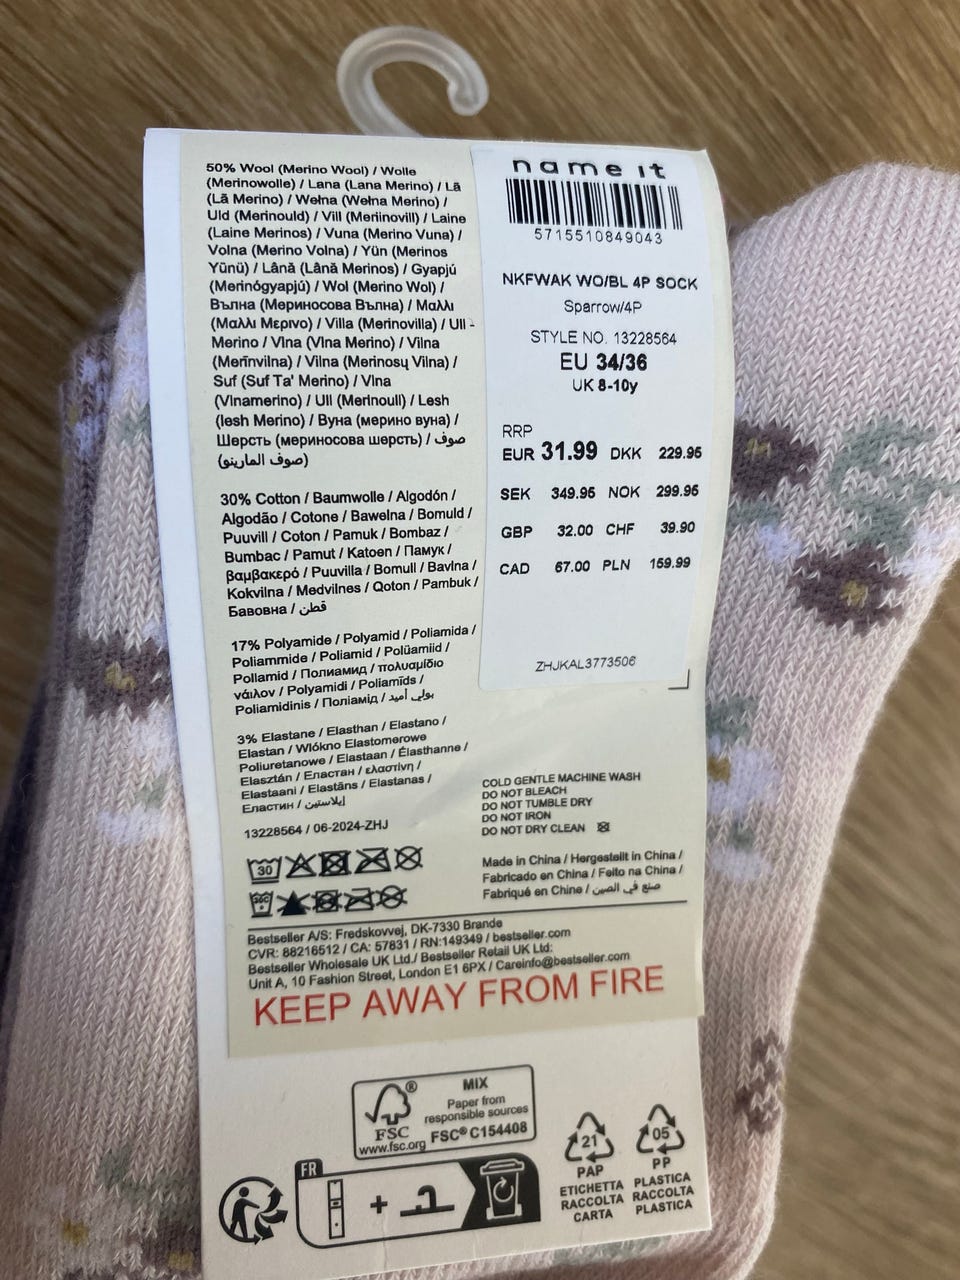 50% Wool (Merino Wool) / Wolle
(Merinowolle) / Lana (Lana Merino) / Lã
(Lã Merino) / Wełna (Wełna Merino) /
Uld (Merinould) / Vill (Meriinovill) / Laine
(Laine Merinos) / Vuna (Merino Vuna) /
Volna (Merino Volna) / Yün (Merinos
Yünü) / Lână (Lână Merinos) / Gyapjú
(Merinógyapjú) / Wol (Merino Wol) /
Вълна (Мериносова Вълна) / Μαλλι
(Μαλλι Μερινο) / Villa (Merinovilla) / Ull -
Merino / Vlna (Vlna Merino) / Vilna
(Merīnvilna) / Vilna (Merinosų Vilna) /
Suf (Suf Ta' Merino) / Vlna
(Vlnamerino) / Ull (Merinoull) / Lesh
(lesh Merino) / Вуна (мерино вуна) /
Шерсть (мериносова шерсть) / صوف
(صوف المارينو)
30% Cotton / Baumwolle / Algodón /
Algodão / Cotone / Bawełna / Bomuld /
Puuvill / Coton / Pamuk / Bombaz /
Bumbac / Pamut / Katoen / Памук /
βαμβακερό / Puuvilla / Bomull / Bavlna /
Kokvilna / Medvilnes / Qoton / Pambuk /
Бавовна / قطن
17% Polyamide / Polyamid / Poliamida /
Poliammide / Poliamid / Polüamiid /
Poliamid / Полиамид / πολυαμίδιο
νάιλον / Polyamidi / Poliamīds /
Poliamidinis / Поліамід / بولي أميد
3% Elastane / Elasthan / Elastano /
Elastan / Włókno Elastomerowe
Poliuretanowe / Elastaan / Élasthanne /
Elasztán / Еластан / ελαστίνη /
Elastaani / Elastāns / Elastanas /
Еластин / إيلاستين
13228564 / 06-2024-ZHJ
30
30C
name it
5715510849043
NKFWAK WO/BL 4P SOCK
Sparrow/4P
STYLE NO. 13228564
EU 34/36
UK 8-10y
RRP
EUR 31.99 DKK 229.95
SEK 349.95 NOK 299.95
GBP 32.00 CHF 39.90
CAD 67.00 PLN 159.99
ZHJKAL3773506
COLD GENTLE MACHINE WASH
DO NOT BLEACH
DO NOT TUMBLE DRY
DO NOT IRON
DO NOT DRY CLEAN
Made in China / Hergestellt in China /
Fabricado en China / Feito na China /
Fabriqué en Chine / صنع في الصين
Bestseller A/S: Fredskovvej, DK-7330 Brande
CVR: 88216512 / CA: 57831 / RN:149349 / bestseller.com
Bestseller Wholesale UK Ltd./ Bestseller Retail UK Ltd:
Unit A, 10 Fashion Street, London E1 6PX / Careinfo@bestseller.com
KEEP AWAY FROM FIRE
FSC®
www.fsc.org
MIX
Paper from
responsible sources
FSC® C154408
FR
+
21
PAP
ETICHETTA
RACCOLTA
CARTA
05
PP
PLASTICA
RACCOLTA
PLASTICA